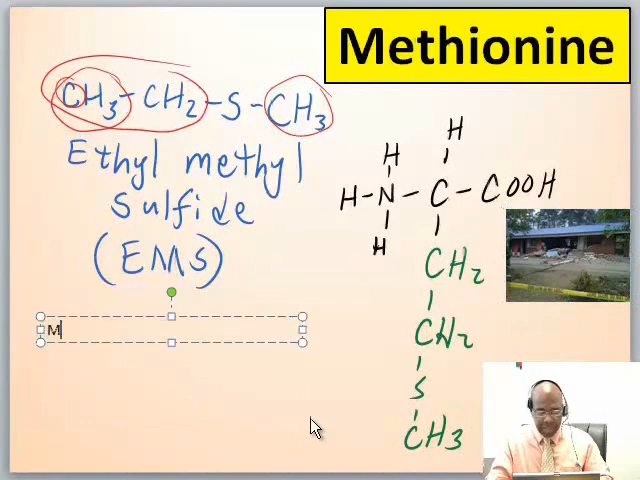 Methionine
CH3-CH2-S-CH3
Ethyl methyl
sulfide
(EMS)
M
H
H
H-N-C-COOH
H
CH2
CH2
S
CH3